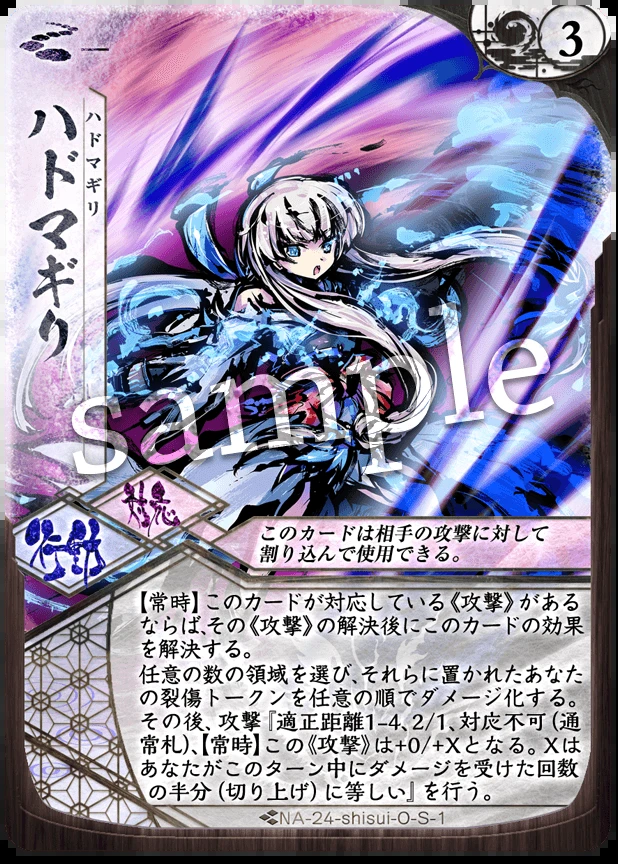 3
ハドマギリ
ハドマギリ
sample
対応
行動
このカードは相手の攻撃に対して
割り込んで使用できる。
【常時】このカードが対応している《攻撃》がある
ならば、その《攻撃》の解決後にこのカードの効果
を解決する。
任意の数の領域を選び、それらに置かれたあなた
の裂傷トークンを任意の順でダメージ化する。
その後、攻撃『適正距離1-4、2/1、対応不可（通
常札）、【常時】この《攻撃》は+0/+Xとなる。Xは
あなたがこのターン中にダメージを受けた回数
の半分（切り上げ）に等しい』を行う。
NA-24-shisui-O-S-1